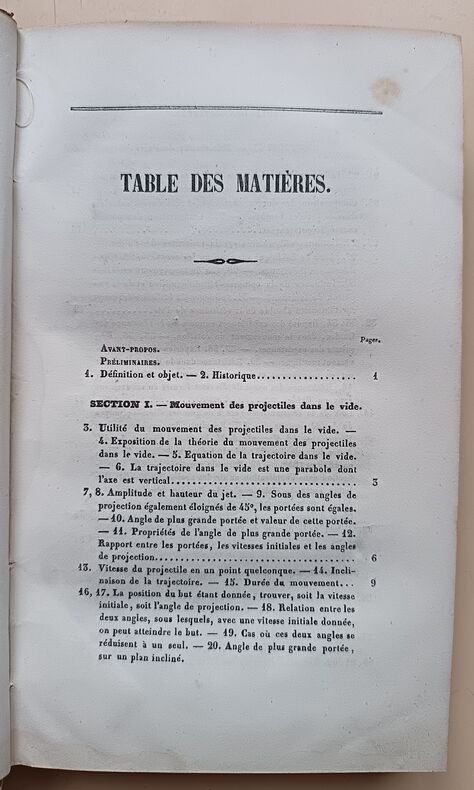 TABLE DES MATIÈRES.
Pages.
AVANT-PROPOS.
PRÉLIMINAIRES.
1. Définition et objet. — 2. Historique................... 1
SECTION I. — Mouvement des projectiles dans le vide.
3. Utilité du mouvement des projectiles dans le vide. —
4. Exposition de la théorie du mouvement des projectiles
dans le vide. — 5. Equation de la trajectoire dans le vide.
— 6. La trajectoire dans le vide est une parabole dont
l'axe est vertical.................................. 3
7, 8. Amplitude et hauteur du jet. — 9. Sous des angles de
projection également éloignés de 45°, les portées sont égales.
— 10. Angle de plus grande portée et valeur de cette portée.
— 11. Propriétés de l'angle de plus grande portée. — 12.
Rapport entre les portées, les vitesses initiales et les angles
de projection...................................... 6
13. Vitesse du projectile en un point quelconque. — 14. Incli-
naison de la trajectoire. — 15. Durée du mouvement... 9
16, 17. La position du but étant donnée, trouver, soit la vitesse
initiale, soit l'angle de projection. — 18. Relation entre les
deux angles, sous lesquels, avec une vitesse initiale donnée,
on peut atteindre le but. — 19. Cas où ces deux angles se
réduisent à un seul. — 20. Angle de plus grande portée,
sur un plan incliné.